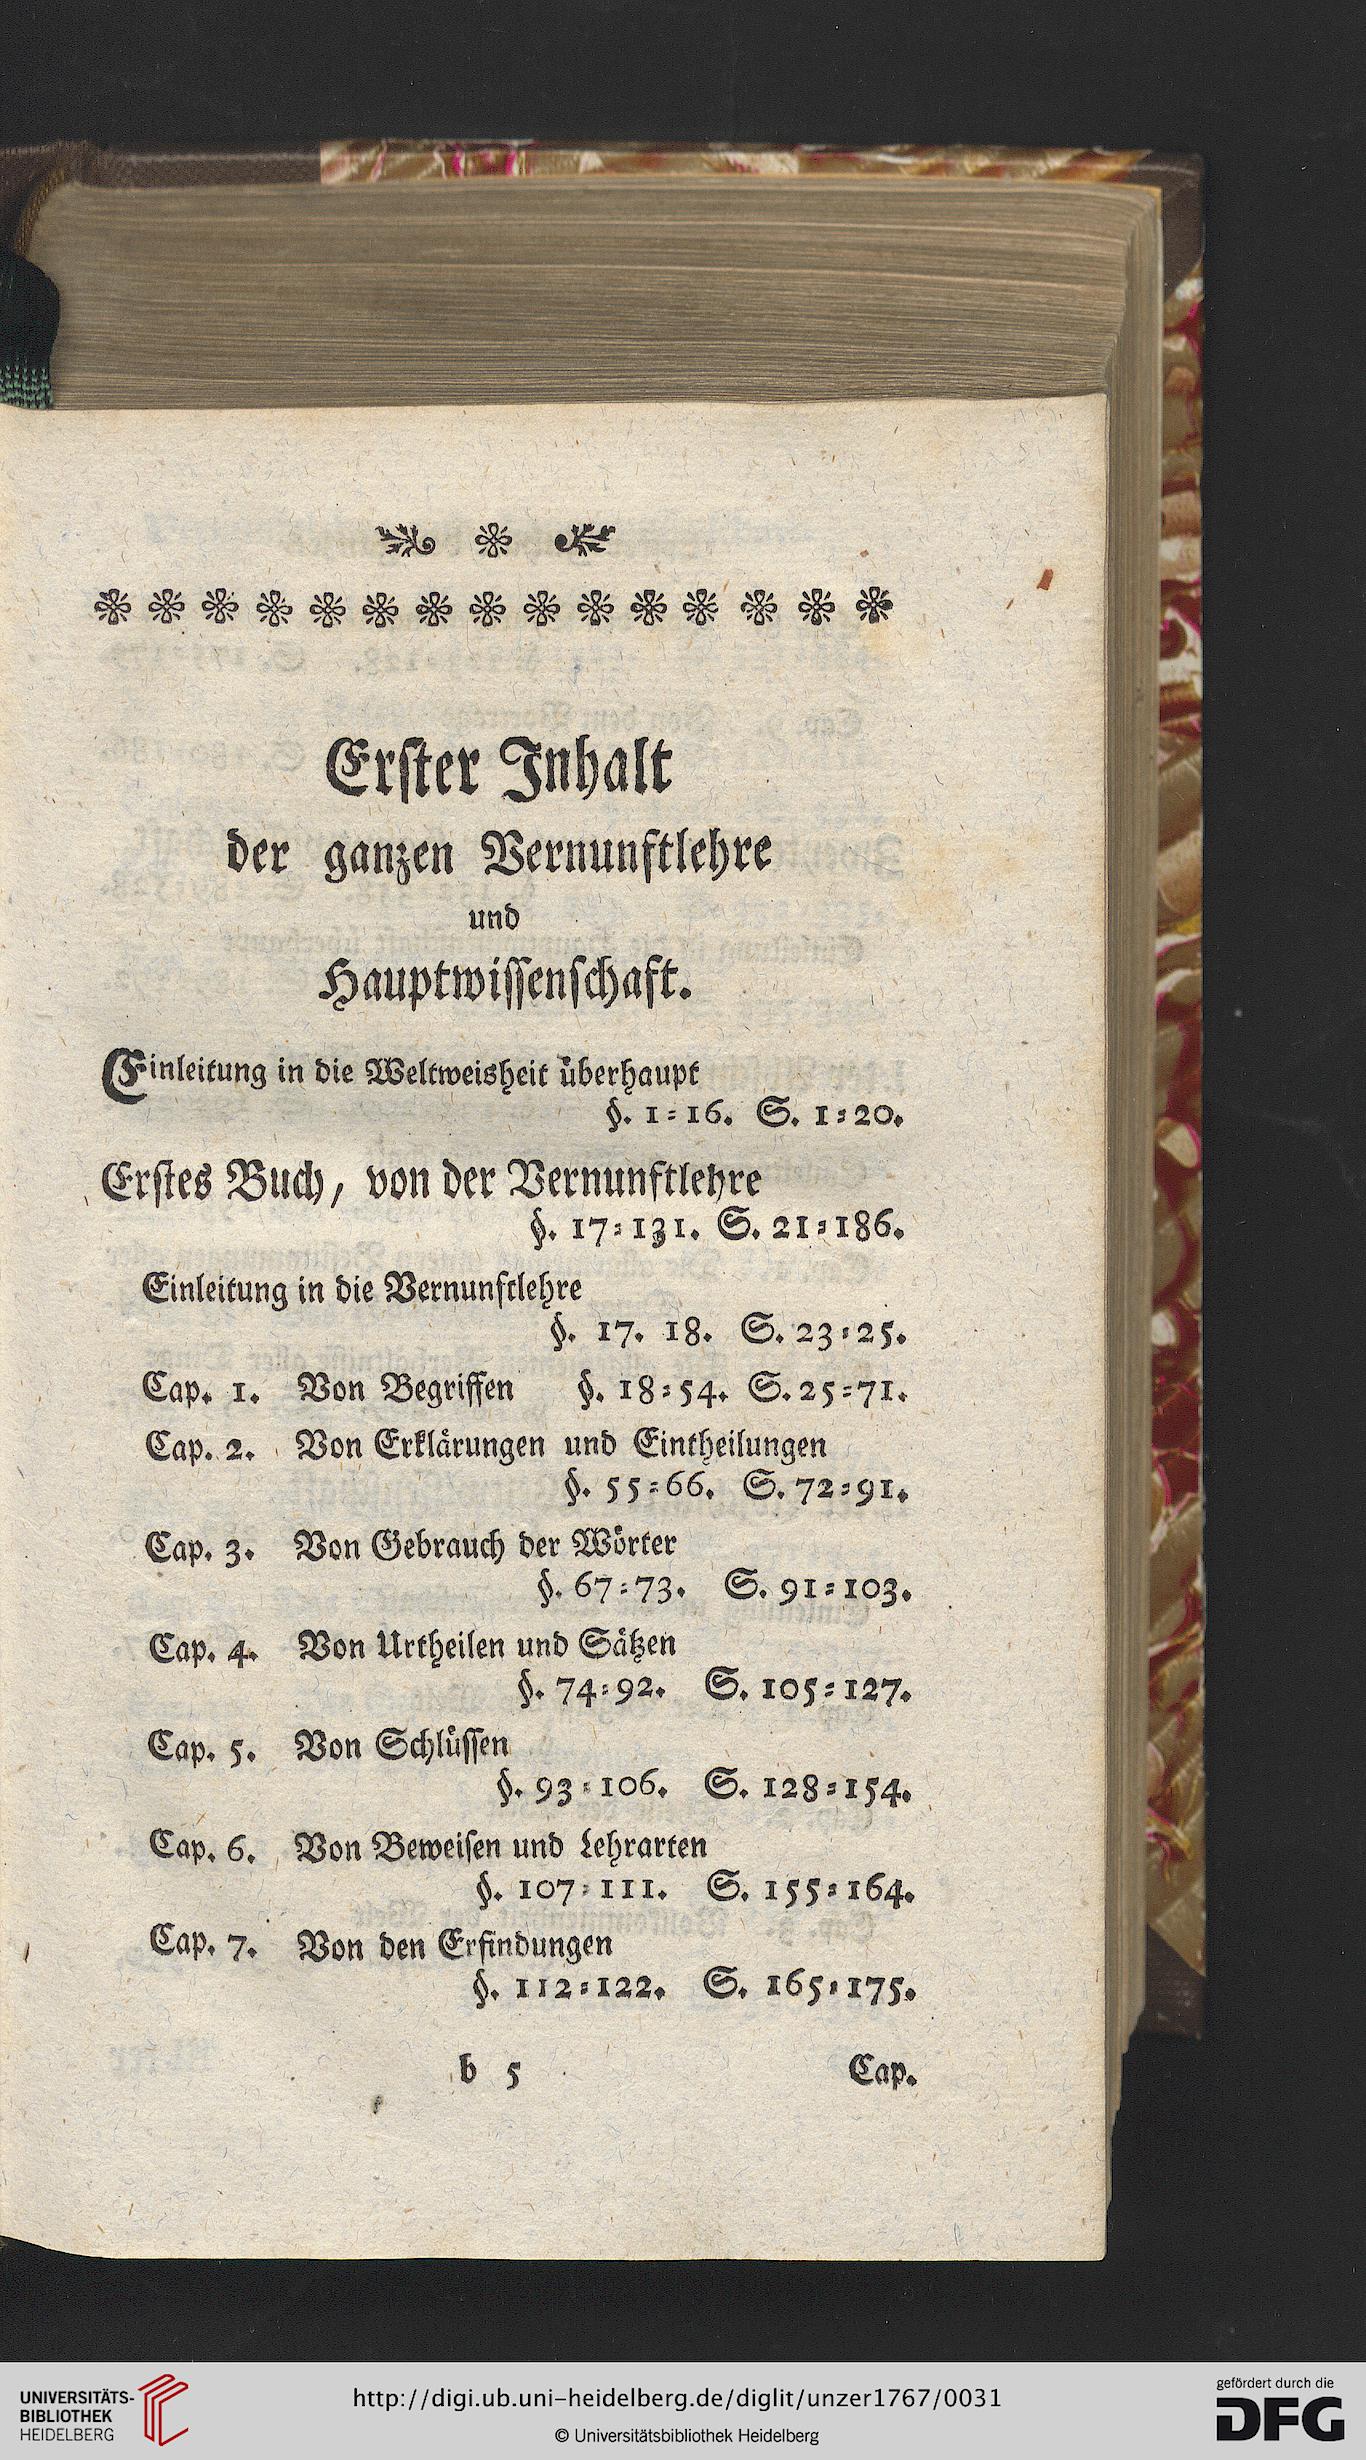 Erster Inhalt
der ganzen Vernunftlehre
und
Hauptwissenschaft.
Einleitung in die Weltweisheit überhaupt
§. 1=16. S. 1=20.
Erstes Buch, von der Vernunftlehre
§. 17=131. S. 21=186.
Einleitung in die Vernunftlehre
§. 17. 18. S. 23=25.
Cap. 1. Von Begriffen §. 18=54. S. 25=71.
Cap. 2. Von Erklärungen und Eintheilungen
§. 55=66. S. 72=91.
Cap. 3. Von Gebrauch der Wörter
§. 67=73. S. 91=103.
Cap. 4. Von Urtheilen und Sätzen
§. 74=92. S. 105=127.
Cap. 5. Von Schlüssen
§. 93=106. S. 128=154.
Cap. 6. Von Beweisen und Lehrarten
§. 107=111. S. 155=164.
Cap. 7. Von den Erfindungen
§. 112=122. S. 165=175.
b 5 Cap.
UNIVERSITÄTS-
BIBLIOTHEK
HEIDELBERG
http://digi.ub.uni-heidelberg.de/diglit/unzer1767/0031
© Universitätsbibliothek Heidelberg
gefördert durch die
DFG